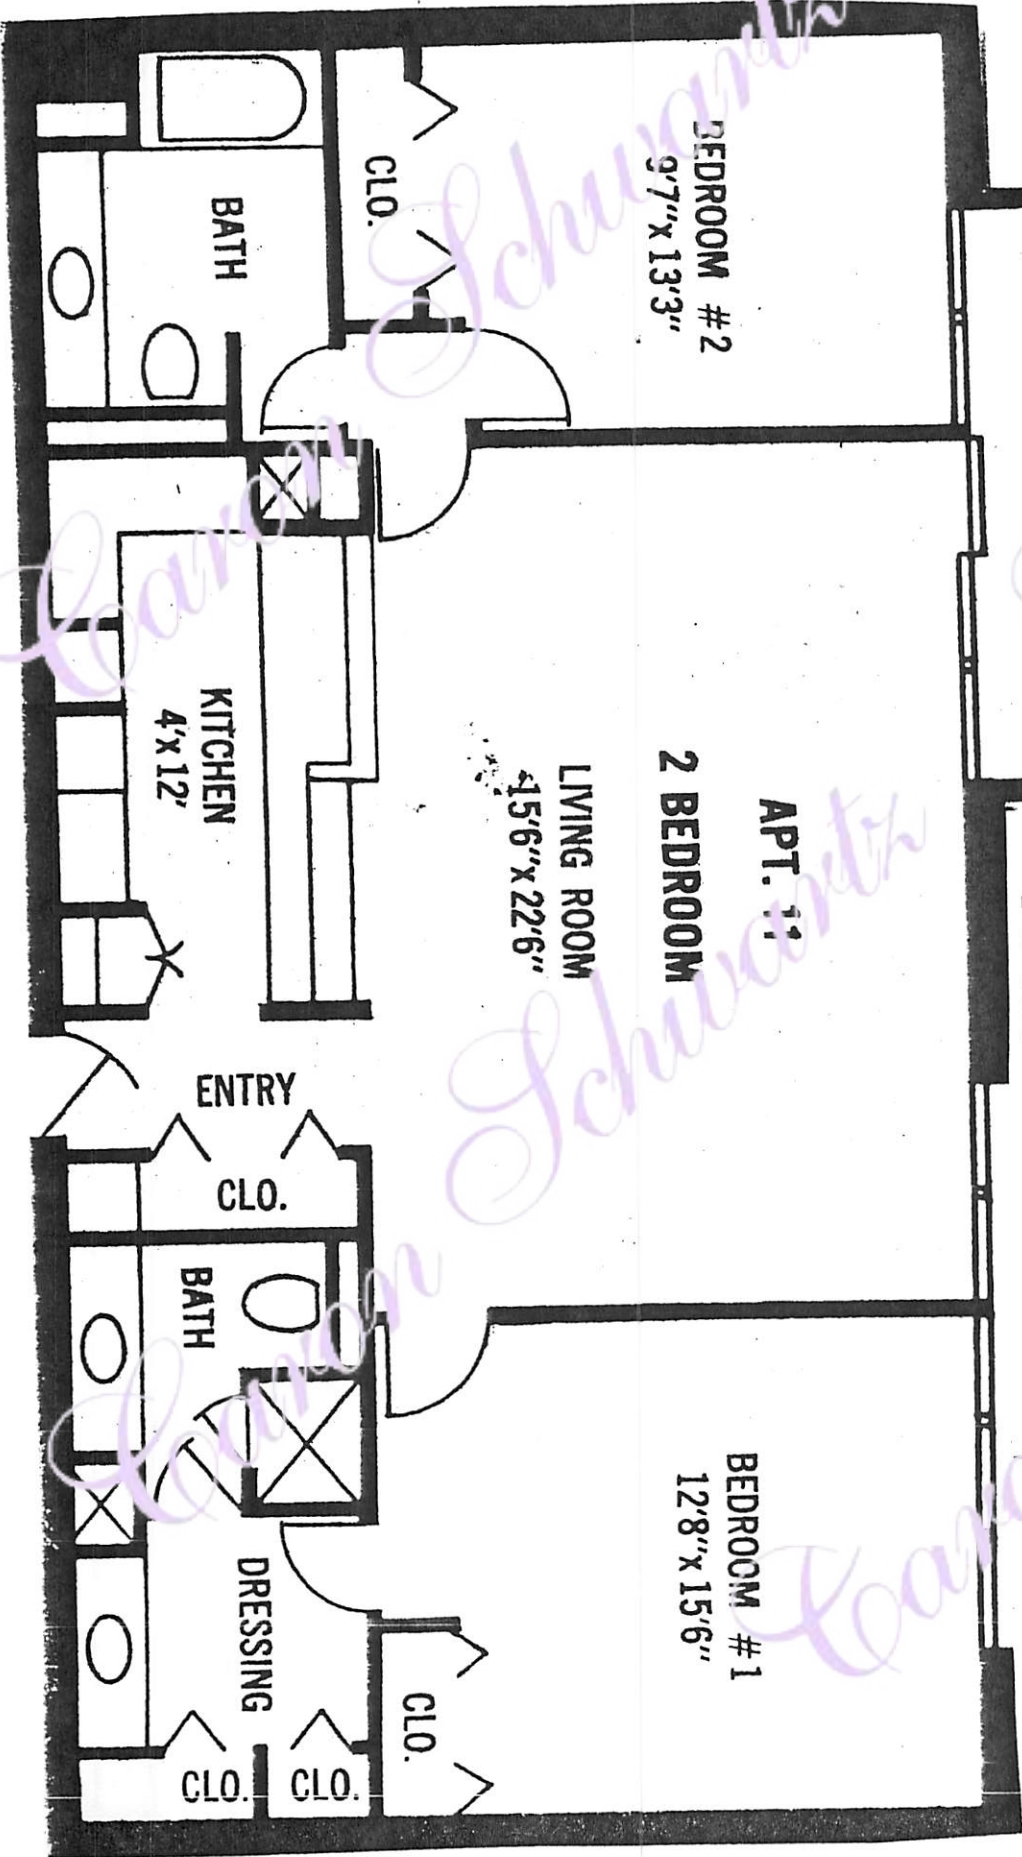 BEDROOM #2
9'7"x 13'3"
CLO.
BATH
APT. 11
2 BEDROOM
LIVING ROOM
15'6"x 22'6"
KITCHEN
4'x 12'
ENTRY
CLO.
BATH
BEDROOM #1
12'8"x 15'6"
DRESSING
CLO.
CLO.
CLO.
Caron Schwartz
Caron Schwartz
Caro